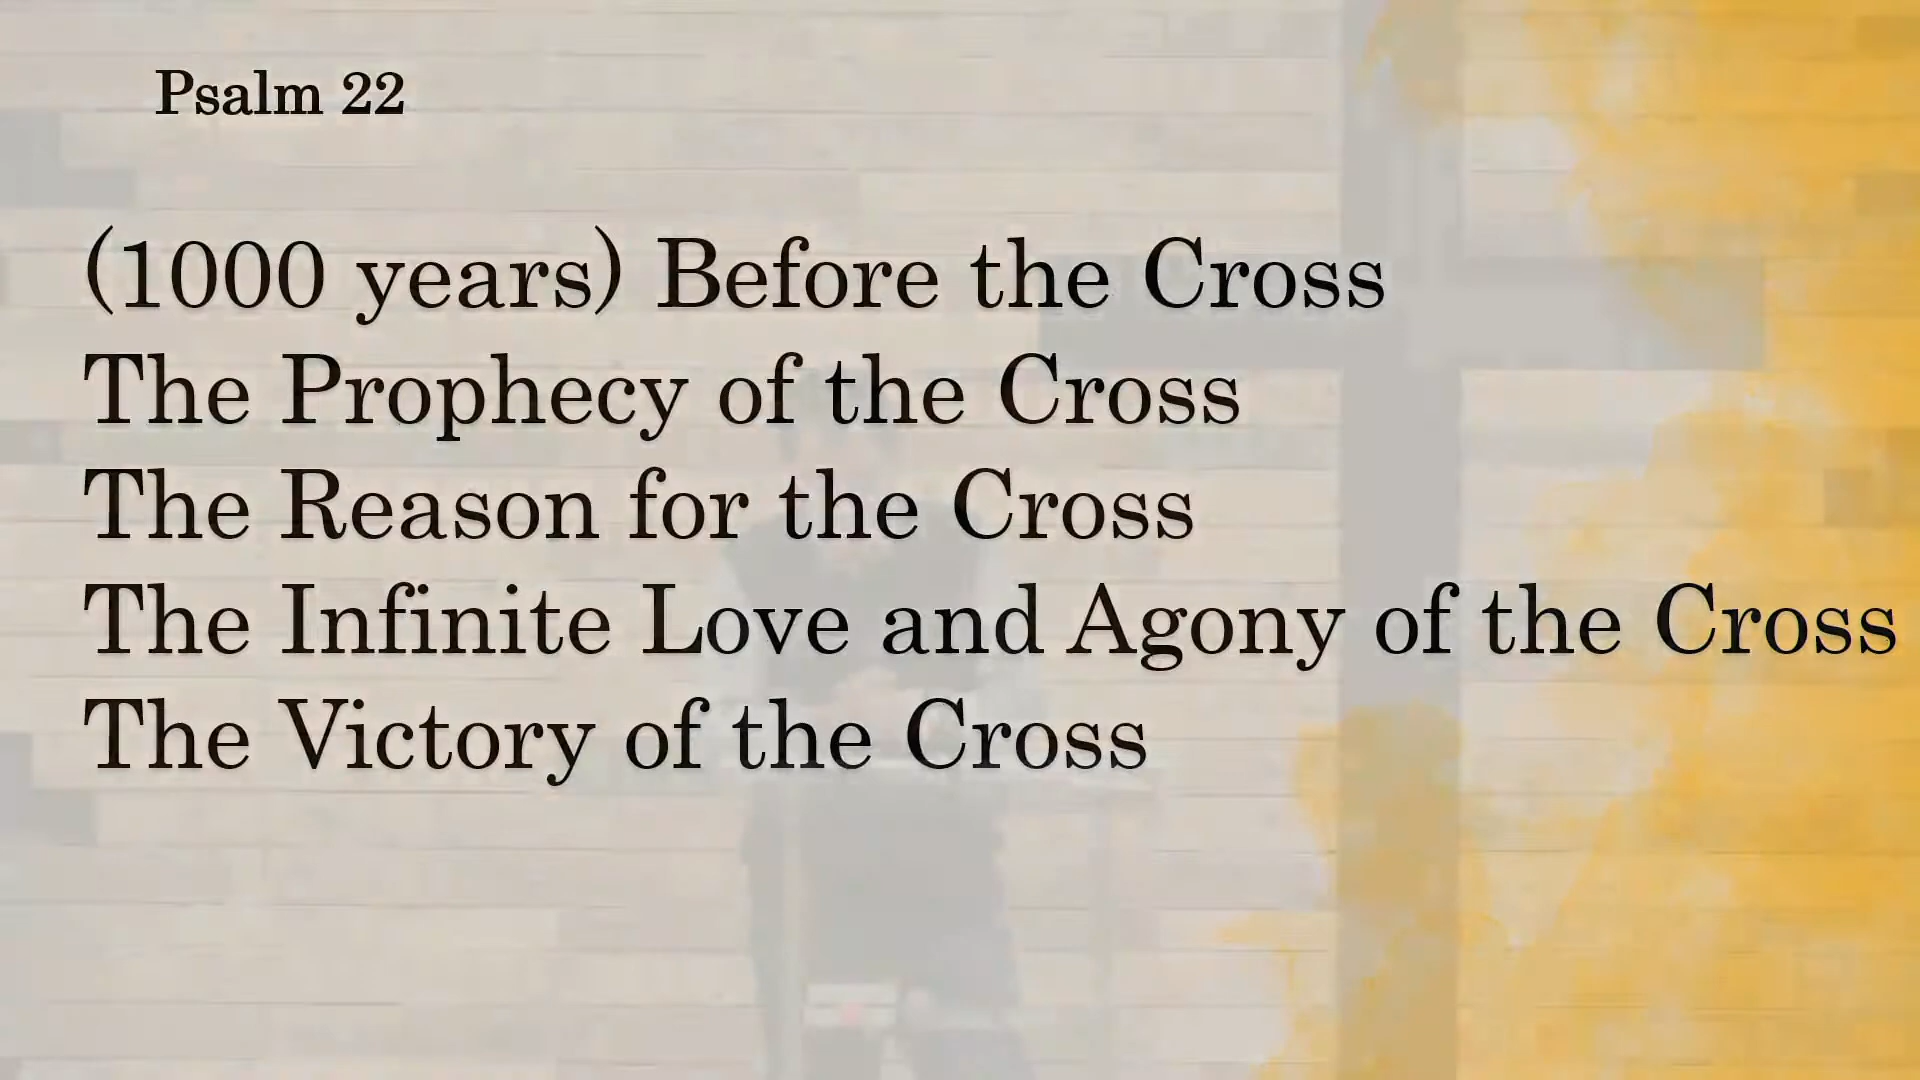 Psalm 22
(1000 years) Before the Cross
The Prophecy of the Cross
The Reason for the Cross
The Infinite Love and Agony of the Cross
The Victory of the Cross